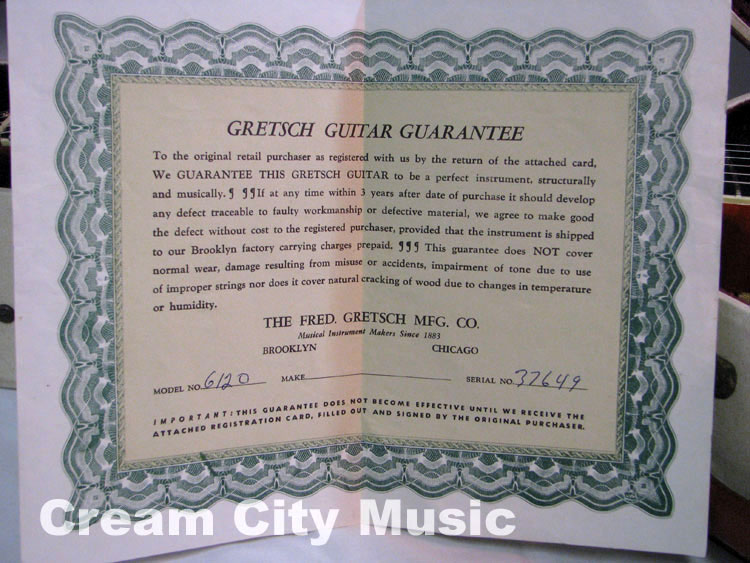 GRETSCH GUITAR GUARANTEE
To the original retail purchaser as registered with us by the return of the attached card,
We GUARANTEE THIS GRETSCH GUITAR to be a perfect instrument, structurally
and musically. ¶ ¶¶If at any time within 3 years after date of purchase it should develop
any defect traceable to faulty workmanship or defective material, we agree to make good
the defect without cost to the registered purchaser, provided that the instrument is shipped
to our Brooklyn factory carrying charges prepaid. ¶¶¶ This guarantee does NOT cover
normal wear, damage resulting from misuse or accidents, impairment of tone due to use
of improper strings nor does it cover natural cracking of wood due to changes in temperature
or humidity.
THE FRED. GRETSCH MFG. CO.
Musical Instrument Makers Since 1883
BROOKLYN CHICAGO
MODEL NO. 6120 MAKE SERIAL NO. 37649
IMPORTANT: THIS GUARANTEE DOES NOT BECOME EFFECTIVE UNTIL WE RECEIVE THE
ATTACHED REGISTRATION CARD, FILLED OUT AND SIGNED BY THE ORIGINAL PURCHASER.
Cream City Music